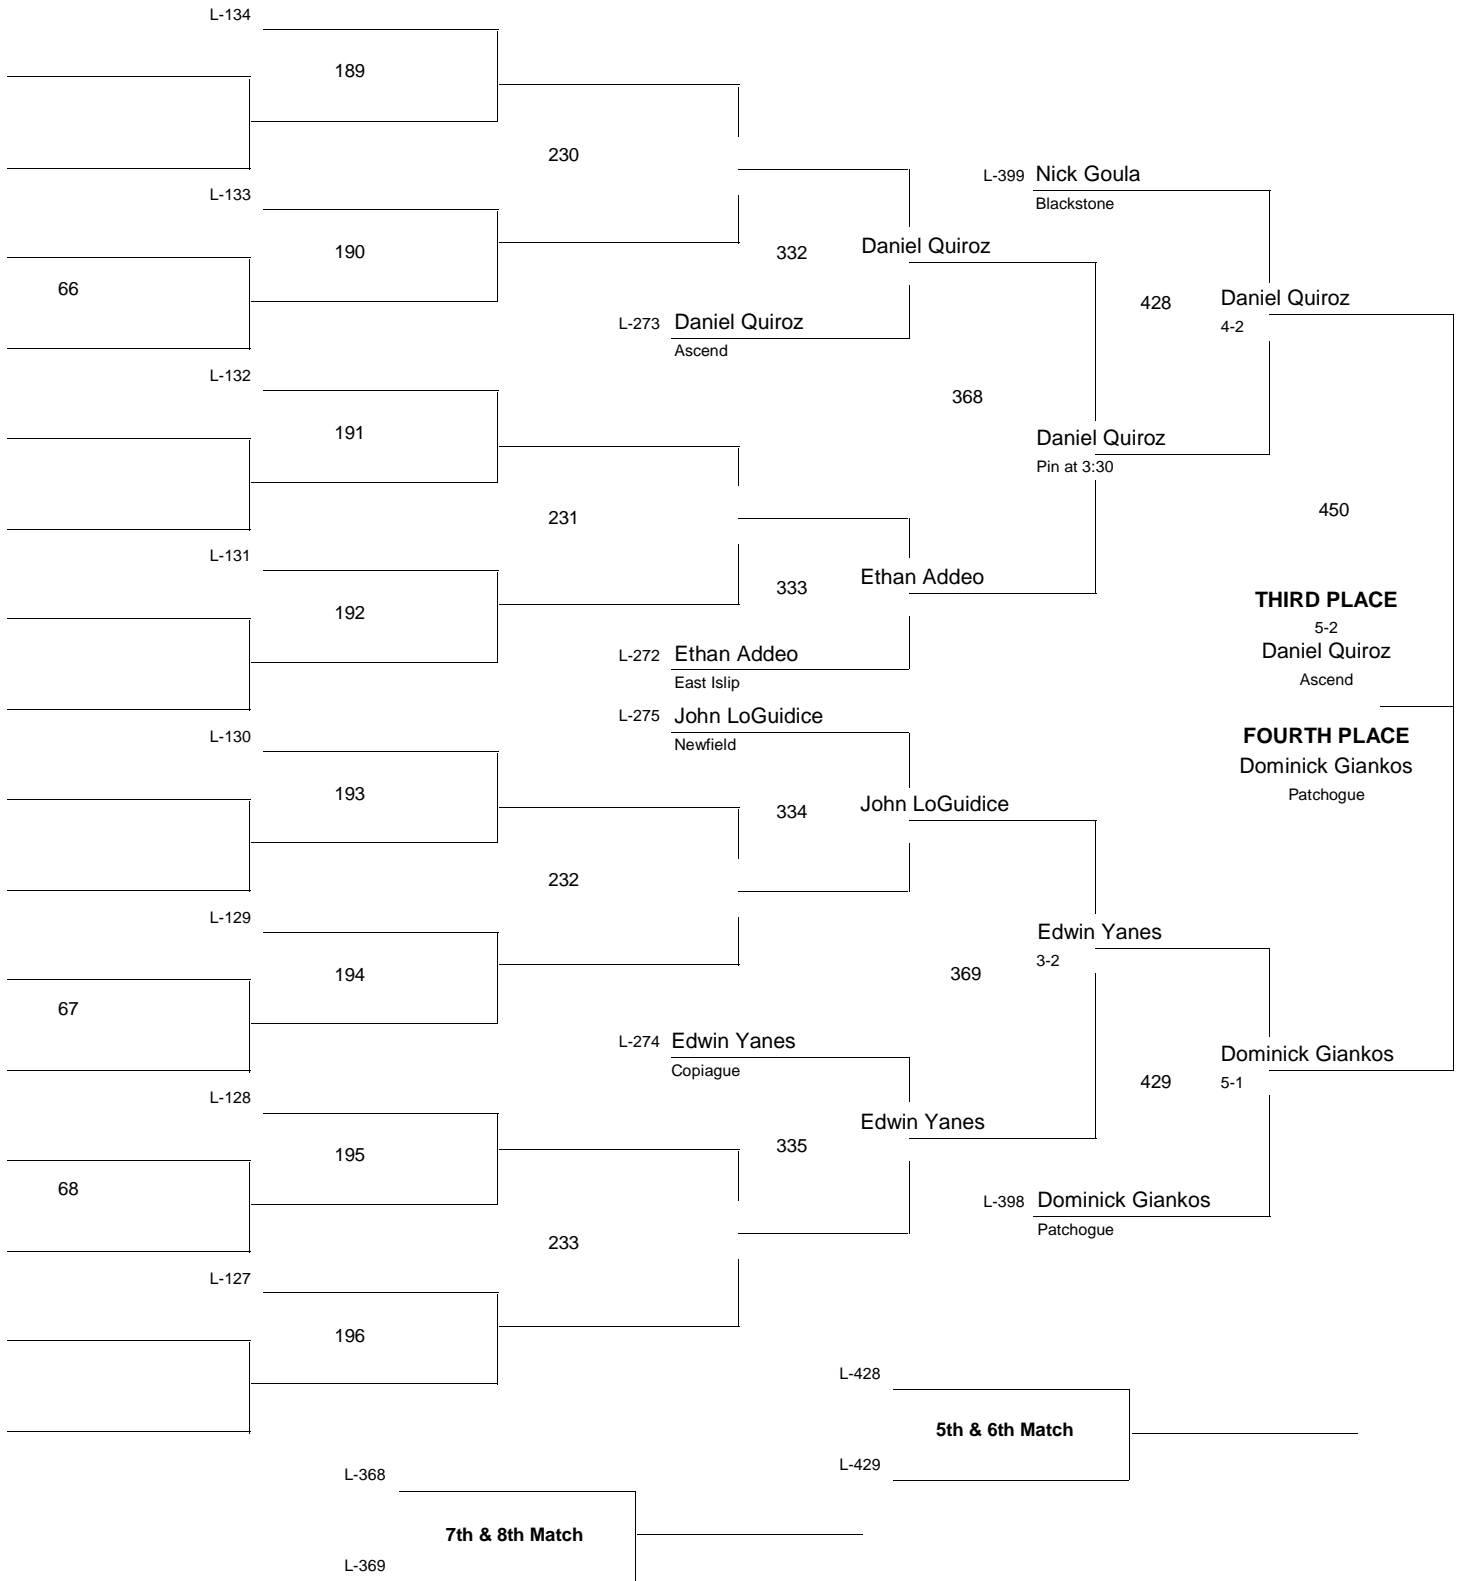 L-134
189
230
L-133
190
66
L-132
191
231
L-131
192
L-130
193
232
L-129
194
67
L-128
195
68
233
L-127
196
332
L-273 Daniel Quiroz
Ascend
333
L-272 Ethan Addeo
East Islip
L-275 John LoGuidice
Newfield
334
L-274 Edwin Yanes
Copiague
335
Daniel Quiroz
368
Ethan Addeo
John LoGuidice
369
Edwin Yanes
L-399 Nick Goula
Blackstone
428
Daniel Quiroz
Pin at 3:30
Edwin Yanes
3-2
429
L-398 Dominick Giankos
Patchogue
Daniel Quiroz
4-2
450
Dominick Giankos
5-1
THIRD PLACE
5-2
Daniel Quiroz
Ascend
FOURTH PLACE
Dominick Giankos
Patchogue
L-428
5th & 6th Match
L-429
L-368
7th & 8th Match
L-369